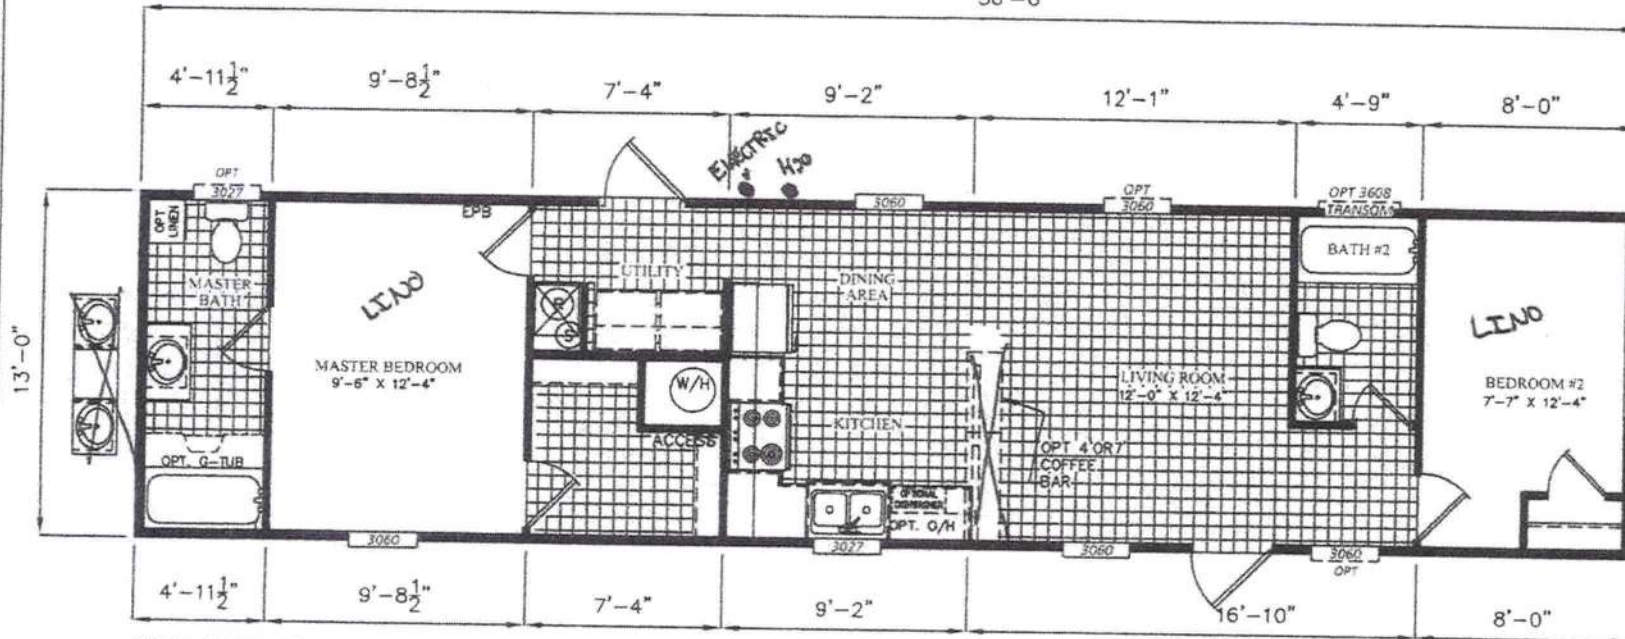 4'-11½"
9'-8½"
7'-4"
9'-2"
12'-1"
4'-9"
8'-0"
ELECTRIC
H20
OPT
3027
3060
OPT
3060
OPT 3608
TRANSOM
OPT
LINEN
EPB
MASTER
BATH
LINO
UTILITY
DINING
AREA
BATH #2
LINO
13'-0"
MASTER BEDROOM
9'-6" X 12'-4"
R
S
W/H
LIVING ROOM
12'-0" X 12'-4"
BEDROOM #2
7'-7" X 12'-4"
KITCHEN
ACCESS
OPT 4'OR7'
COFFEE
BAR
OPT. G-TUB
OPTIONAL
DISHWASHER
OPT. O/H
3060
3027
3060
3060
OPT
4'-11½"
9'-8½"
7'-4"
9'-2"
16'-10"
8'-0"